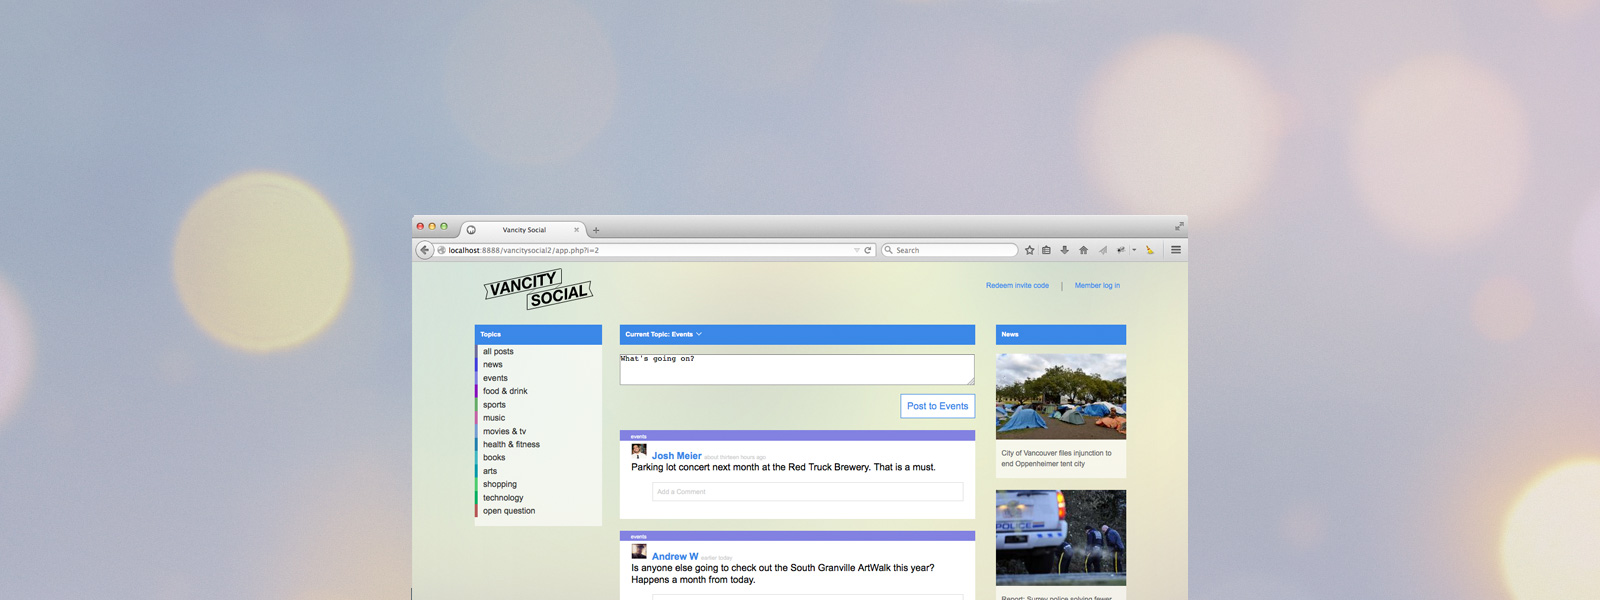 Vancity Social
localhost:8888/vancitysocial2/app.php?i=2
Search
VANCITY
SOCIAL
Redeem invite code | Member log in
Topics
all posts
news
events
food & drink
sports
music
movies & tv
health & fitness
books
arts
shopping
technology
open question
Current Topic: Events
What's going on?
Post to Events
events
Josh Meier about thirteen hours ago
Parking lot concert next month at the Red Truck Brewery. That is a must.
Add a Comment
events
Andrew W earlier today
Is anyone else going to check out the South Granville ArtWalk this year?
Happens a month from today.
News
City of Vancouver files injunction to
end Oppenheimer tent city
POLICE
Report: Surrey police solving fewer